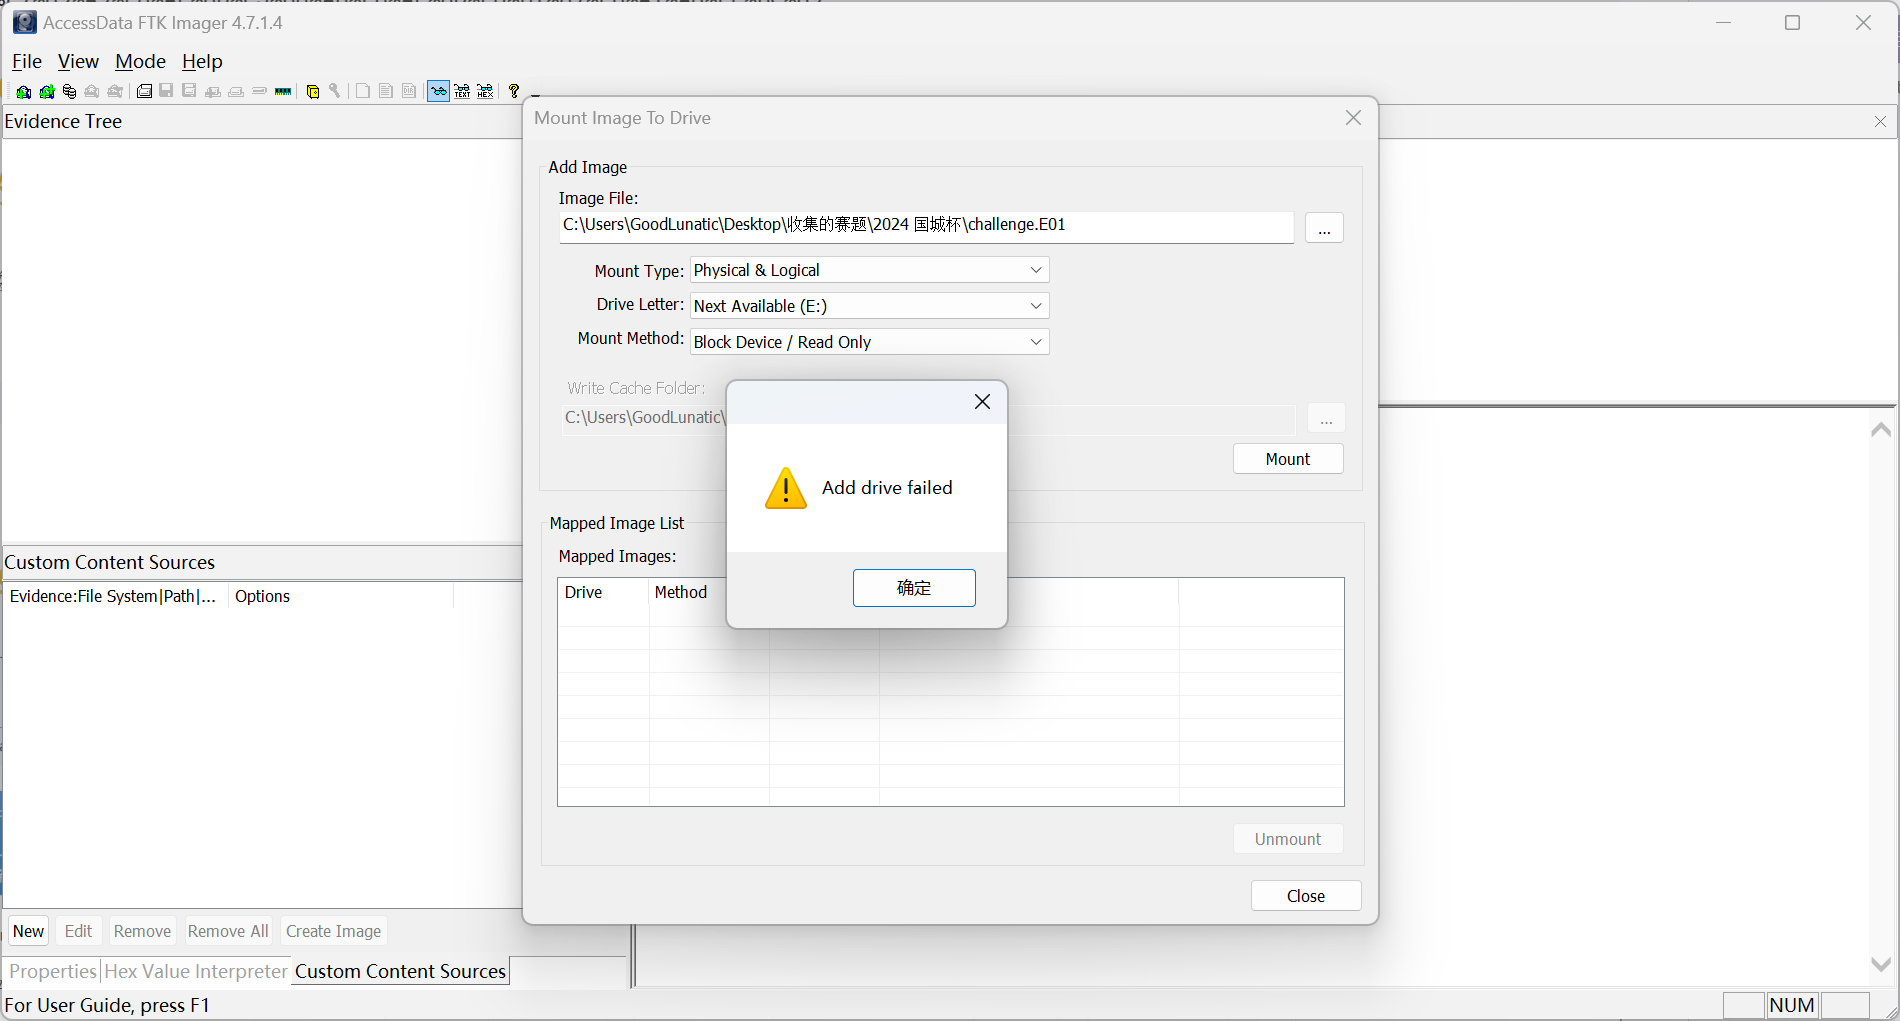 AccessData FTK Imager 4.7.1.4
File View Mode Help
Evidence Tree
Mount Image To Drive
Add Image
Image File:
C:\Users\GoodLunatic\Desktop\收集的赛题\2024 国城杯\challenge.E01
...
Mount Type: Physical & Logical
Drive Letter: Next Available (E:)
Mount Method: Block Device / Read Only
Write Cache Folder:
C:\Users\GoodLunatic\
...
Mount
Add drive failed
确定
Mapped Image List
Mapped Images:
Drive Method
Unmount
Close
Custom Content Sources
Evidence:File System|Path|... Options
New Edit Remove Remove All Create Image
Properties Hex Value Interpreter Custom Content Sources
For User Guide, press F1
NUM